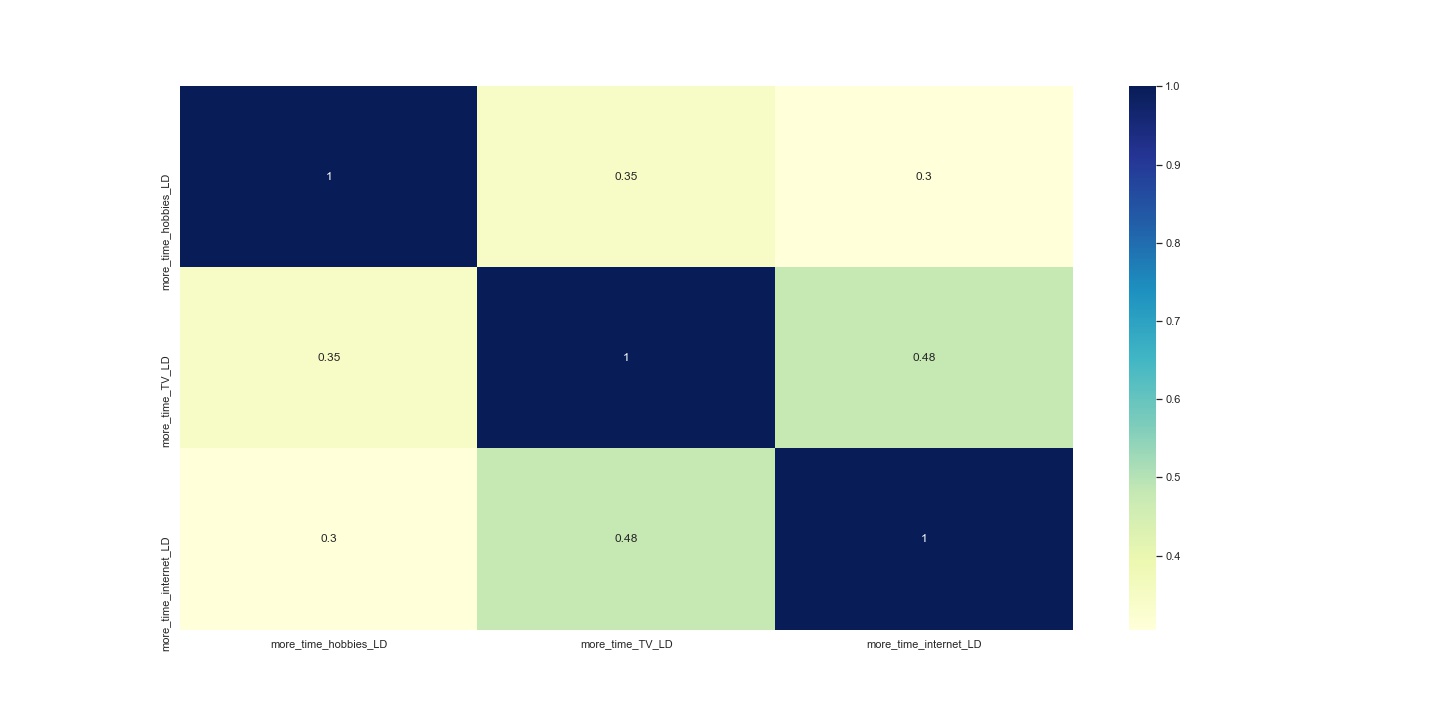 more_time_hobbies_LD
1
0.35
0.3
more_time_TV_LD
0.35
1
0.48
more_time_internet_LD
0.3
0.48
1
more_time_hobbies_LD
more_time_TV_LD
more_time_internet_LD
1.0
0.9
0.8
0.7
0.6
0.5
0.4